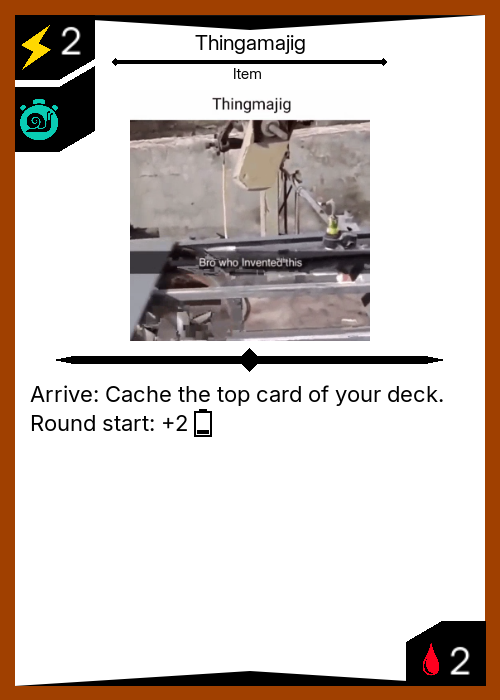 2
Thingamajig
Item
Thingmajig
Bro who Invented this
Arrive: Cache the top card of your deck.
Round start: +2
2